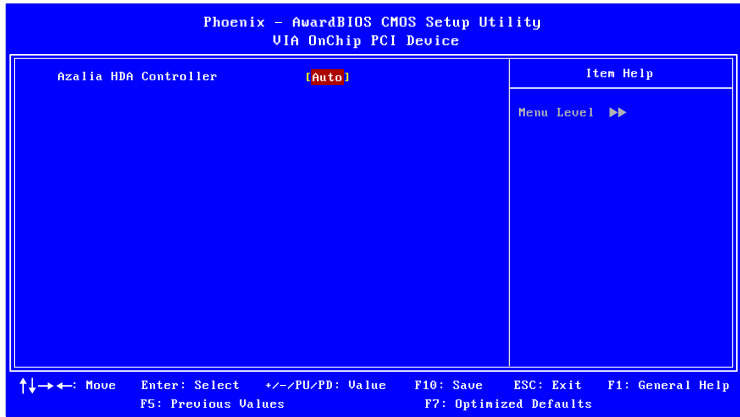 Phoenix - AwardBIOS CMOS Setup Utility
VIA OnChip PCI Device
Azalia HDA Controller [Auto]
Item Help
Menu Level ▶▶
↑↓→←: Move Enter: Select +/-/PU/PD: Value F10: Save ESC: Exit F1: General Help
F5: Previous Values F7: Optimized Defaults